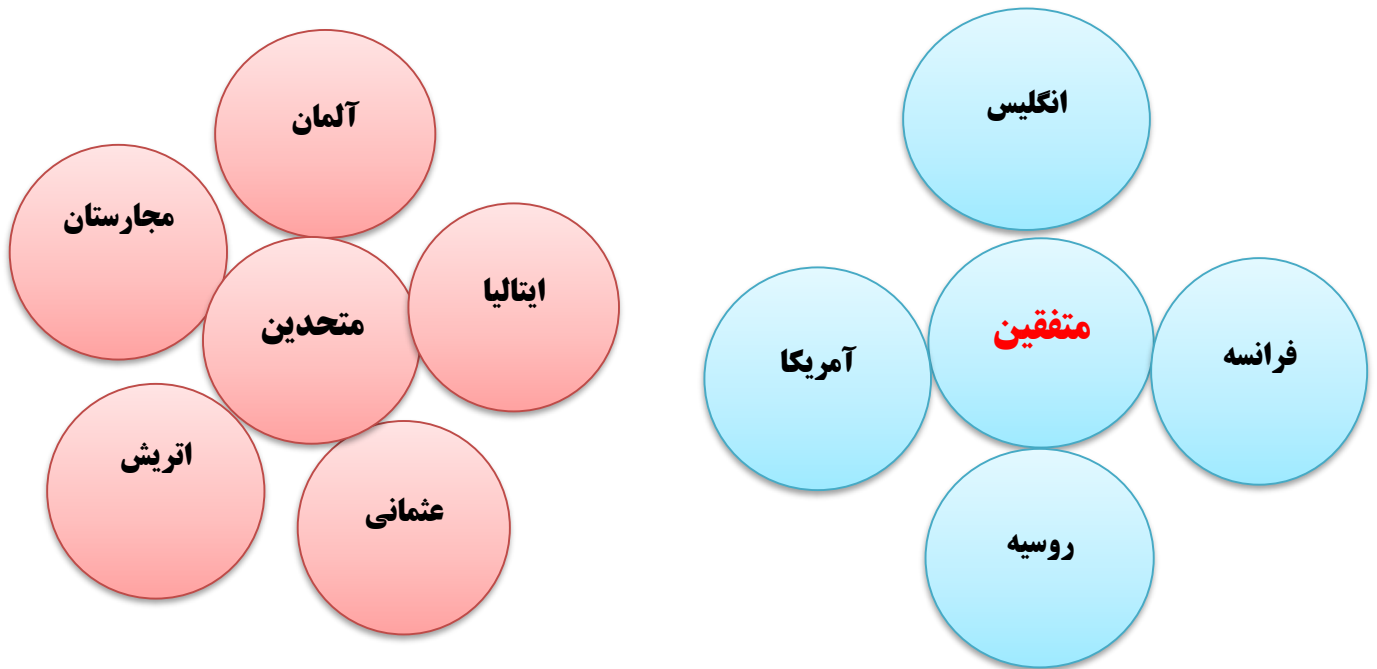 انگلیس
متفقین
فرانسه
آمریکا
روسیه
آلمان
مجارستان
ایتالیا
متحدین
اتریش
عثمانی